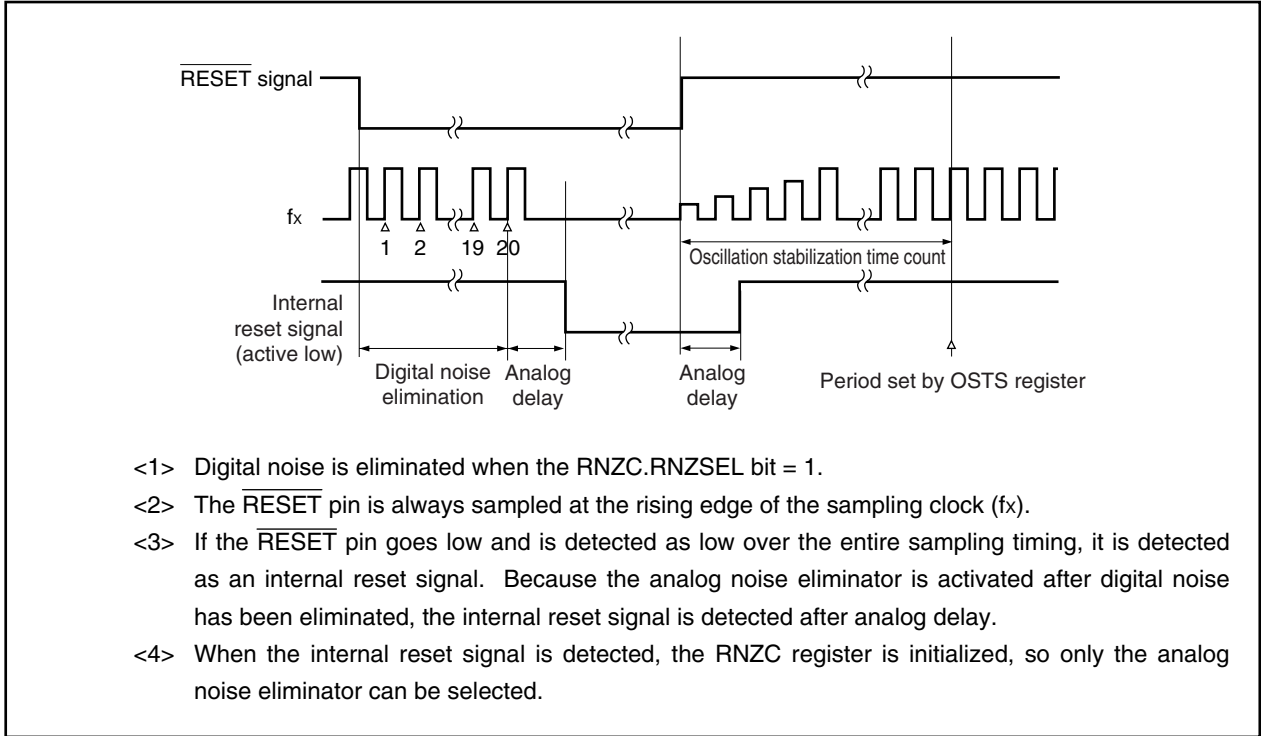 RESET signal
fx
1 2 19 20
Oscillation stabilization time count
Internal
reset signal
(active low)
Digital noise
elimination
Analog
delay
Analog
delay
Period set by OSTS register
<1> Digital noise is eliminated when the RNZC.RNZSEL bit = 1.
<2> The RESET pin is always sampled at the rising edge of the sampling clock (fx).
<3> If the RESET pin goes low and is detected as low over the entire sampling timing, it is detected
as an internal reset signal. Because the analog noise eliminator is activated after digital noise
has been eliminated, the internal reset signal is detected after analog delay.
<4> When the internal reset signal is detected, the RNZC register is initialized, so only the analog
noise eliminator can be selected.